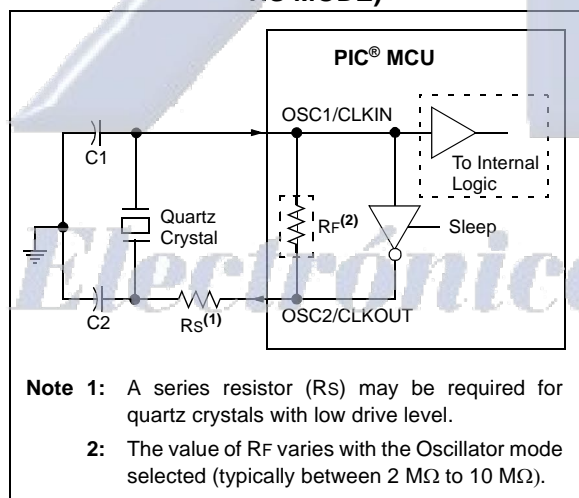 PIC® MCU
OSC1/CLKIN
C1
To Internal
Logic
Quartz
Crystal
RF(2)
Sleep
C2
RS(1)
OSC2/CLKOUT
Note 1: A series resistor (RS) may be required for
quartz crystals with low drive level.
2: The value of RF varies with the Oscillator mode
selected (typically between 2 MΩ to 10 MΩ).
Electrónica